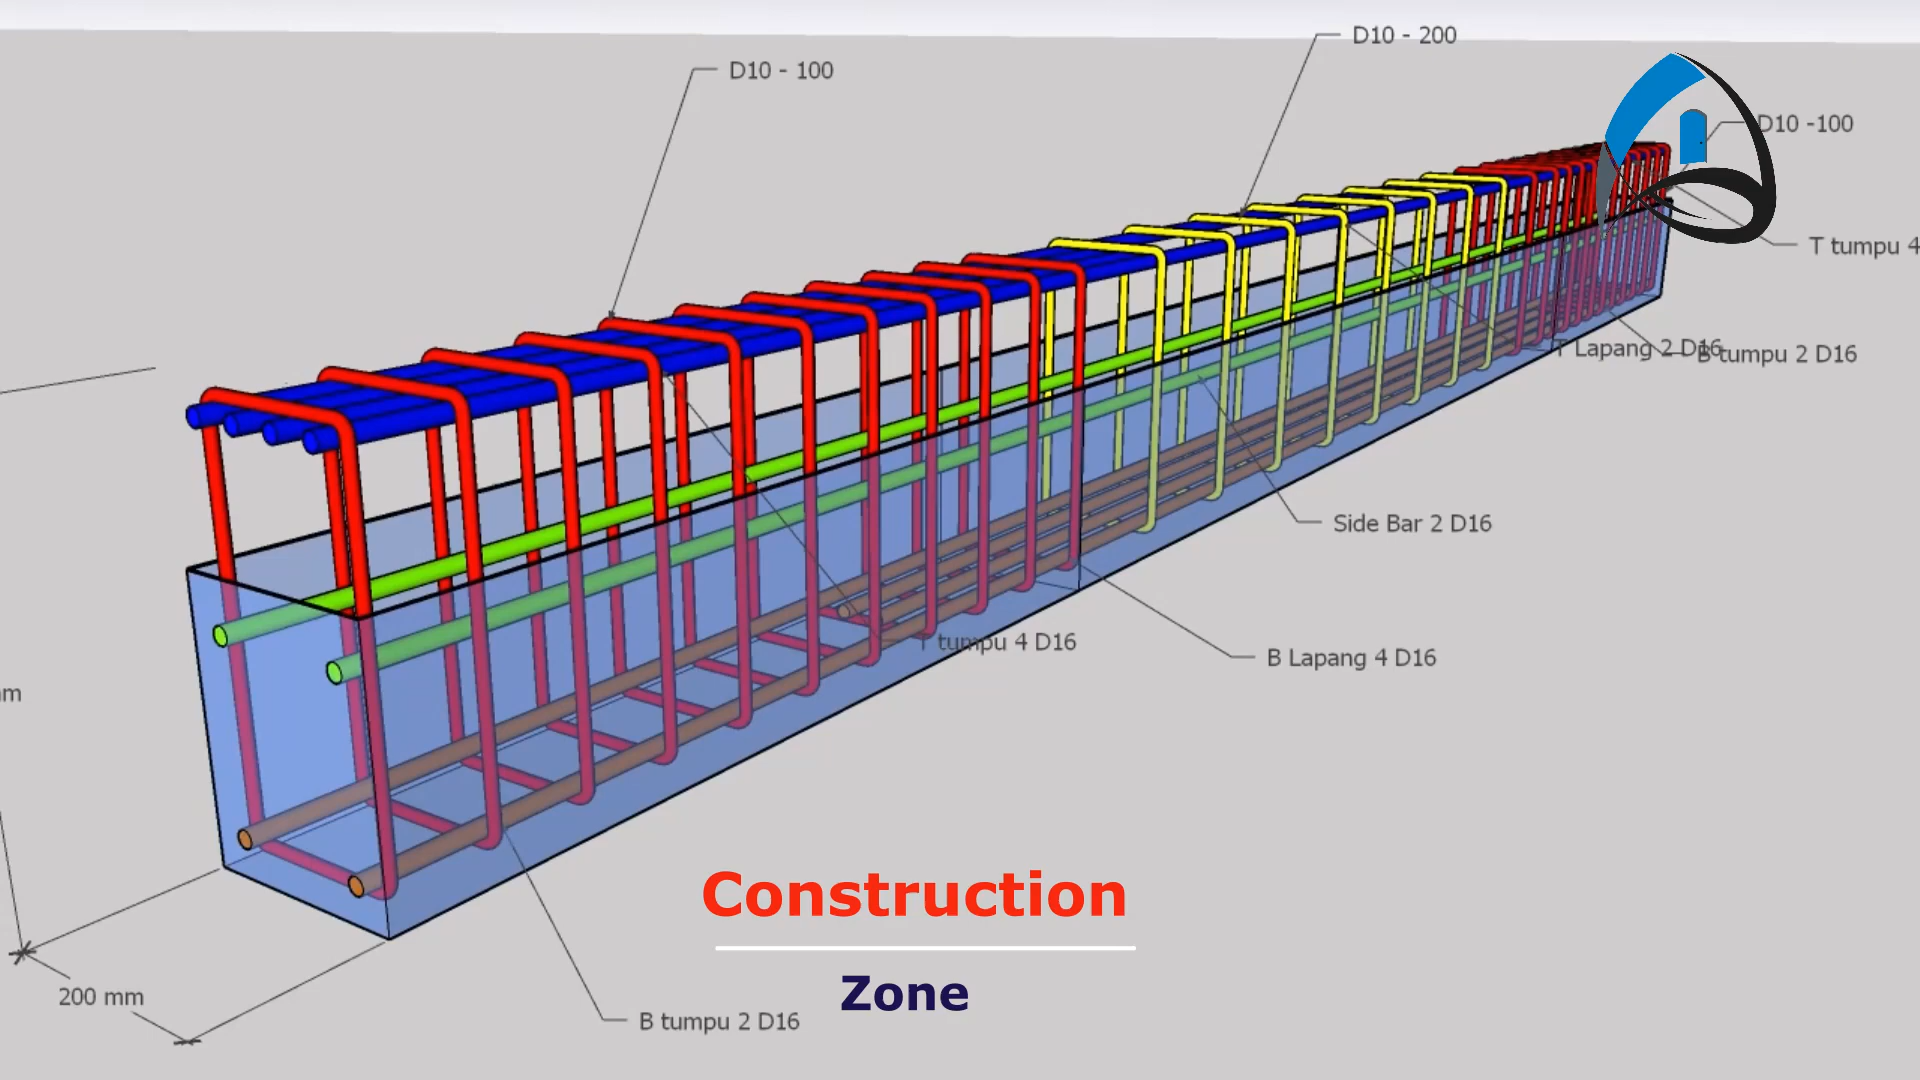 D10 - 200
D10 - 100
D10 -100
T tumpu 4
T Lapang 2 D16
B tumpu 2 D16
Side Bar 2 D16
T tumpu 4 D16
B Lapang 4 D16
200 mm
B tumpu 2 D16
Construction
Zone